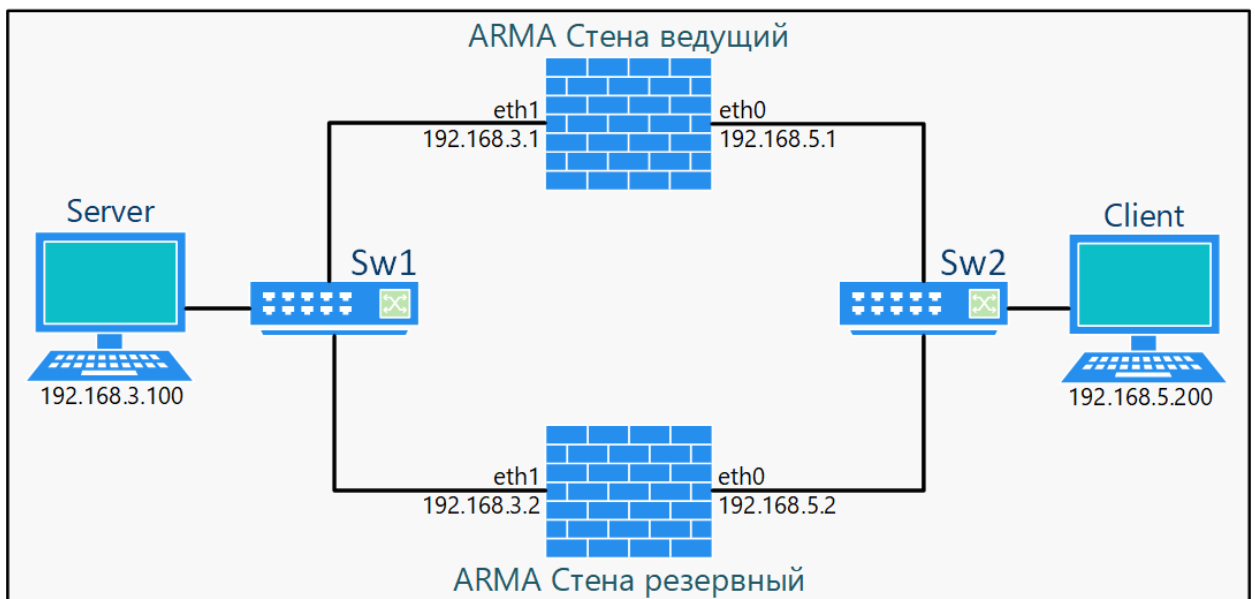 ARMA Стена ведущий
eth1
192.168.3.1
eth0
192.168.5.1
Server
Sw1
192.168.3.100
Sw2
Client
192.168.5.200
eth1
192.168.3.2
eth0
192.168.5.2
ARMA Стена резервный